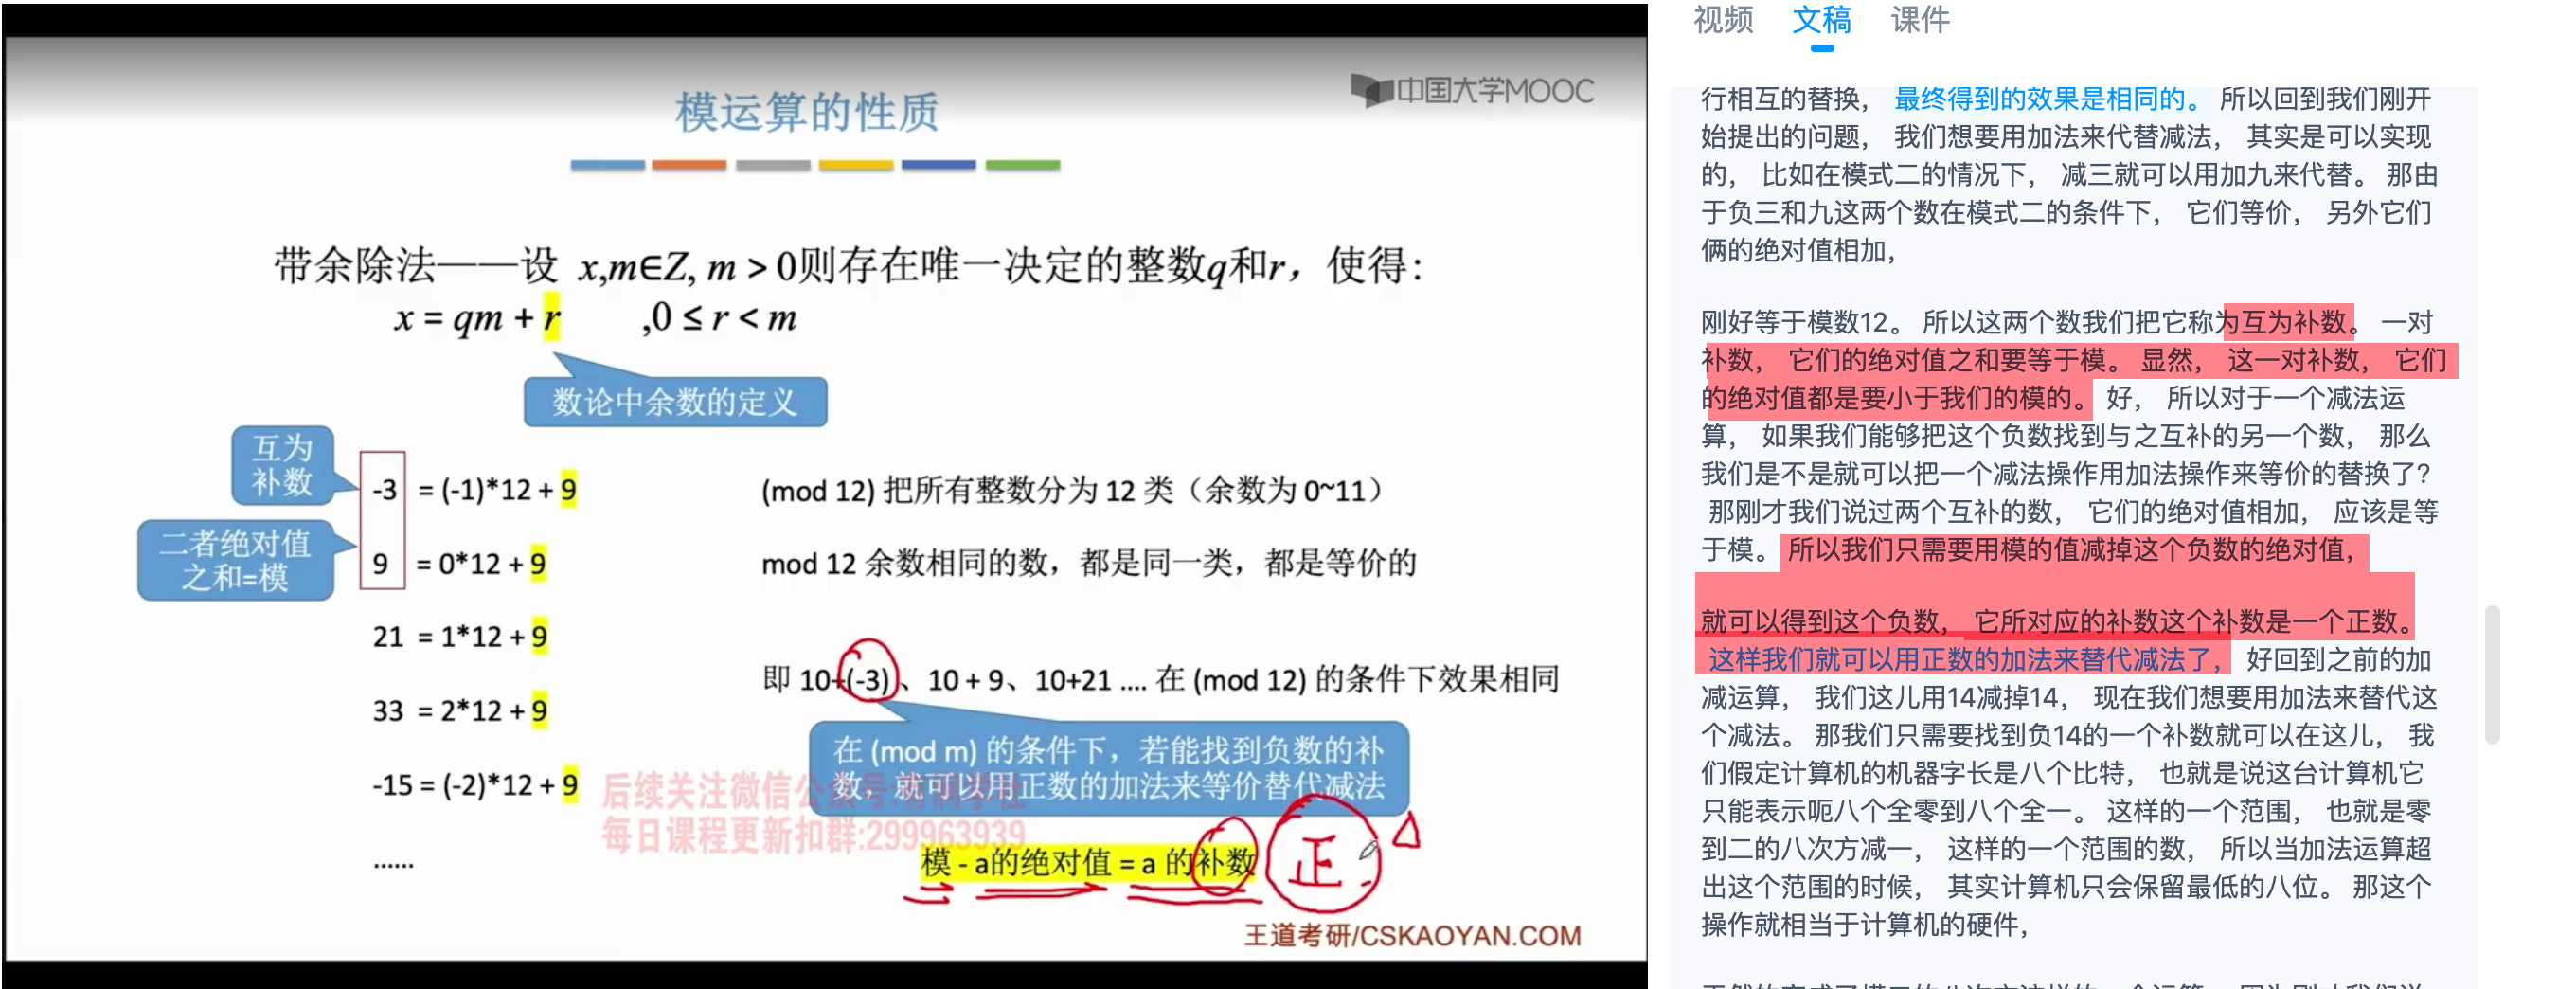 中国大学MOOC
模运算的性质
带余除法——设 x,m∈Z, m > 0则存在唯一决定的整数q和r，使得：
x = qm + r ,0 ≤ r < m
数论中余数的定义
互为
补数
二者绝对值
之和=模
-3 = (-1)*12 + 9
9 = 0*12 + 9
21 = 1*12 + 9
33 = 2*12 + 9
-15 = (-2)*12 + 9
......
(mod 12) 把所有整数分为 12 类（余数为 0~11）
mod 12 余数相同的数，都是同一类，都是等价的
即 10+(-3)、10 + 9、10+21 .... 在 (mod 12) 的条件下效果相同
在 (mod m) 的条件下，若能找到负数的补
数，就可以用正数的加法来等价替代减法
每日课程更新扣群:299963939
模 - a的绝对值 = a 的补数
正
王道考研/CSKAOYAN.COM
视频 文稿 课件
行相互的替换， 最终得到的效果是相同的。 所以回到我们刚开
始提出的问题， 我们想要用加法来代替减法， 其实是可以实现
的， 比如在模式二的情况下， 减三就可以用加九来代替。 那由
于负三和九这两个数在模式二的条件下， 它们等价， 另外它们
俩的绝对值相加，
刚好等于模数12。 所以这两个数我们把它称为互为补数。 一对
补数， 它们的绝对值之和要等于模。 显然， 这一对补数， 它们
的绝对值都是要小于我们的模的。 好， 所以对于一个减法运
算， 如果我们能够把这个负数找到与之互补的另一个数， 那么
我们是不是就可以把一个减法操作用加法操作来等价的替换了？
那刚才我们说过两个互补的数， 它们的绝对值相加， 应该是等
于模。 所以我们只需要用模的值减掉这个负数的绝对值，
就可以得到这个负数， 它所对应的补数这个补数是一个正数。
这样我们就可以用正数的加法来替代减法了， 好回到之前的加
减运算， 我们这儿用14减掉14， 现在我们想要用加法来替代这
个减法。 那我们只需要找到负14的一个补数就可以在这儿， 我
们假定计算机的机器字长是八个比特， 也就是说这台计算机它
只能表示呃八个全零到八个全一。 这样的一个范围， 也就是零
到二的八次方减一， 这样的一个范围的数， 所以当加法运算超
出这个范围的时候， 其实计算机只会保留最低的八位。 那这个
操作就相当于计算机的硬件，